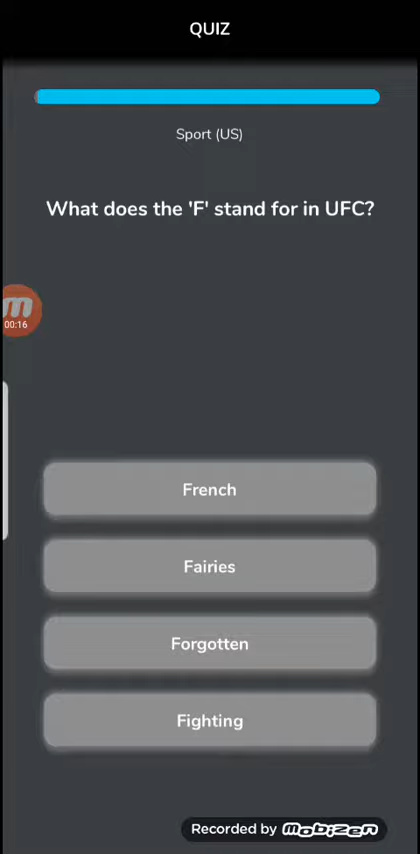 QUIZ
Sport (US)
What does the 'F' stand for in UFC?
m
00:16
French
Fairies
Forgotten
Fighting
Recorded by mobizen